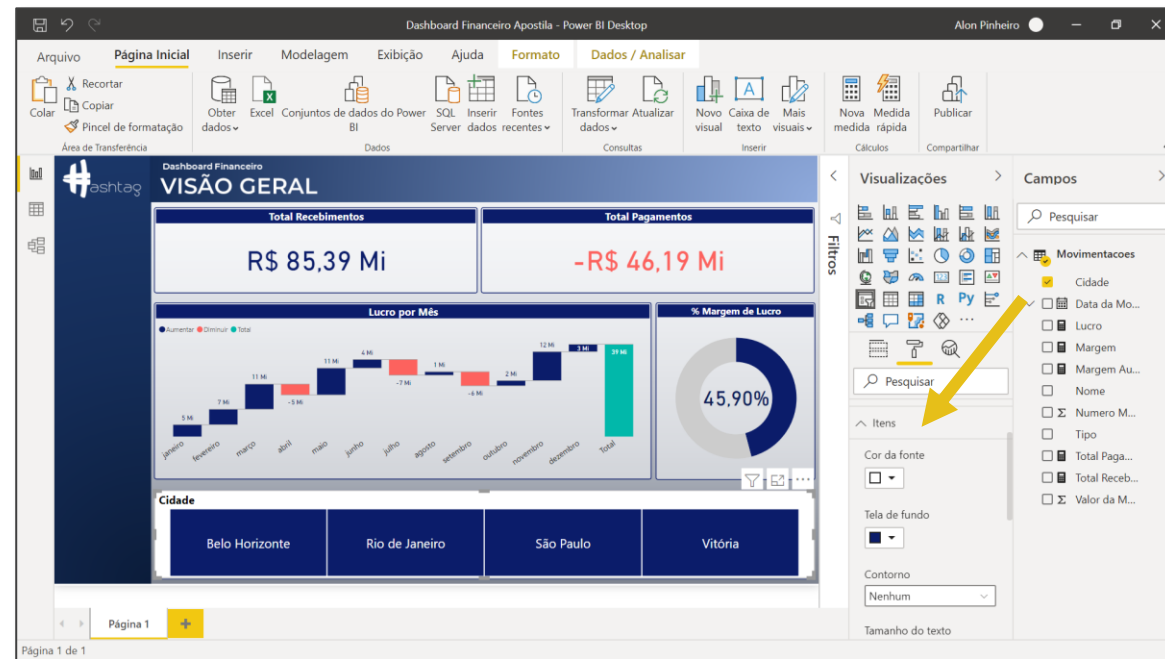 Dashboard Financeiro Apostila - Power BI Desktop
Alon Pinheiro
Arquivo Página Inicial Inserir Modelagem Exibição Ajuda Formato Dados / Analisar
Colar
Recortar
Copiar
Pincel de formatação
Área de Transferência
Obter dados
Excel
Conjuntos de dados do Power BI
SQL Server
Inserir dados
Fontes recentes
Dados
Transformar dados
Atualizar
Consultas
Novo visual
Caixa de texto
Mais visuais
Inserir
Nova medida
Medida rápida
Cálculos
Publicar
Compartilhar
Hashtag
Dashboard Financeiro
VISÃO GERAL
Total Recebimentos
R$ 85,39 Mi
Total Pagamentos
-R$ 46,19 Mi
Lucro por Mês
Aumentar Diminuir Total
5 Mi
7 Mi
11 Mi
-5 Mi
11 Mi
4 Mi
-7 Mi
1 Mi
-4 Mi
2 Mi
12 Mi
3 Mi
39 Mi
janeiro fevereiro março abril maio junho julho agosto setembro outubro novembro dezembro Total
% Margem de Lucro
45,90%
Cidade
Belo Horizonte Rio de Janeiro São Paulo Vitória
Página 1
Página 1 de 1
Filtros
Visualizações
R Py
Pesquisar
Itens
Cor da fonte
Tela de fundo
Contorno
Nenhum
Tamanho do texto
Campos
Pesquisar
Movimentacoes
Cidade
Data da Mo...
Lucro
Margem
Margem Au...
Nome
Σ Numero M...
Tipo
Total Paga...
Total Receb...
Σ Valor da M...